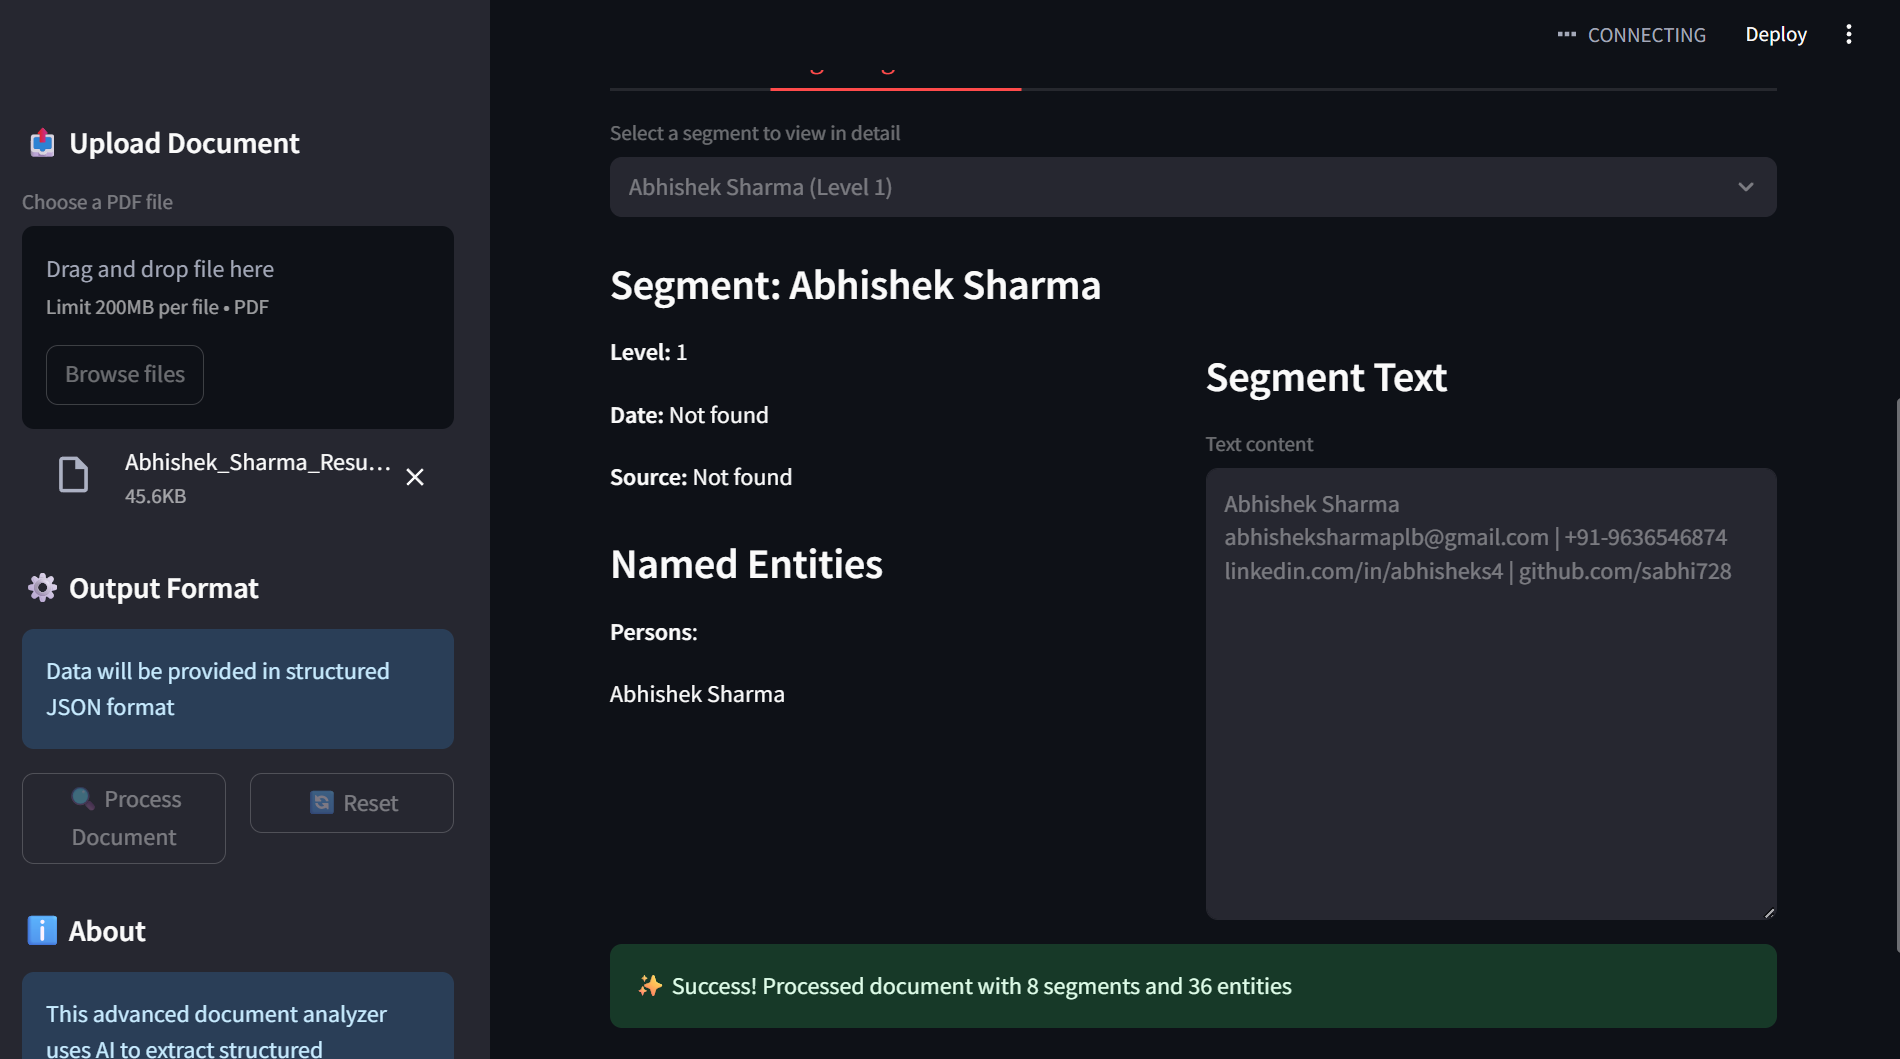 CONNECTING
Deploy
Upload Document
Choose a PDF file
Drag and drop file here
Limit 200MB per file • PDF
Browse files
Abhishek_Sharma_Resu...
45.6KB
Output Format
Data will be provided in structured
JSON format
Process
Document
Reset
About
This advanced document analyzer
uses AI to extract structured
Select a segment to view in detail
Abhishek Sharma (Level 1)
Segment: Abhishek Sharma
Level: 1
Date: Not found
Source: Not found
Named Entities
Persons:
Abhishek Sharma
Segment Text
Text content
Abhishek Sharma
abhisheksharmaplb@gmail.com | +91-9636546874
linkedin.com/in/abhisheks4 | github.com/sabhi728
Success! Processed document with 8 segments and 36 entities